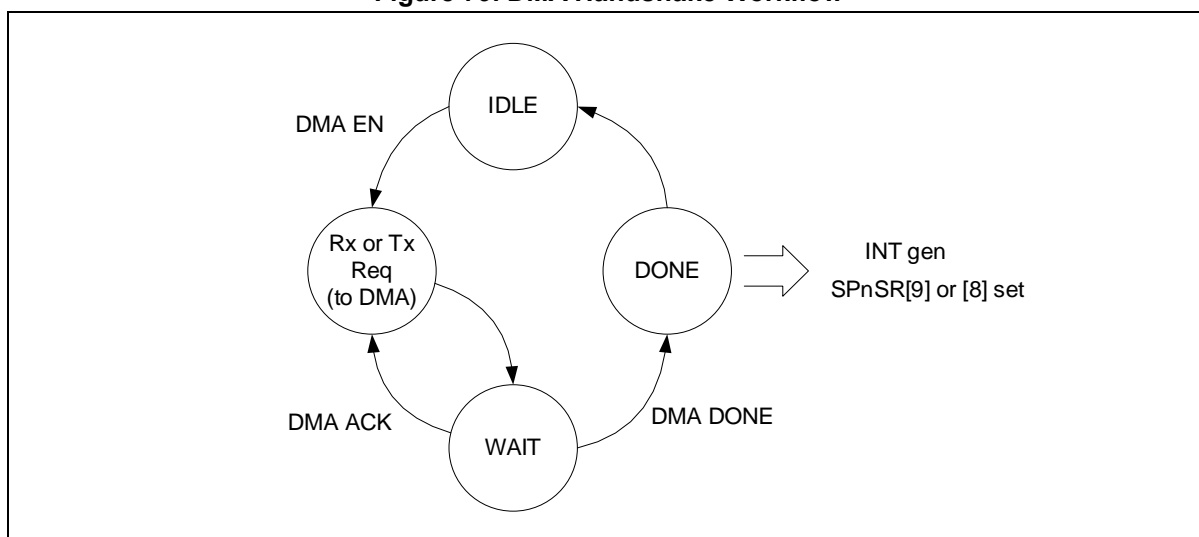 IDLE
DMA EN
Rx or Tx
Req
(to DMA)
DONE
INT gen
SPnSR[9] or [8] set
DMA ACK
DMA DONE
WAIT